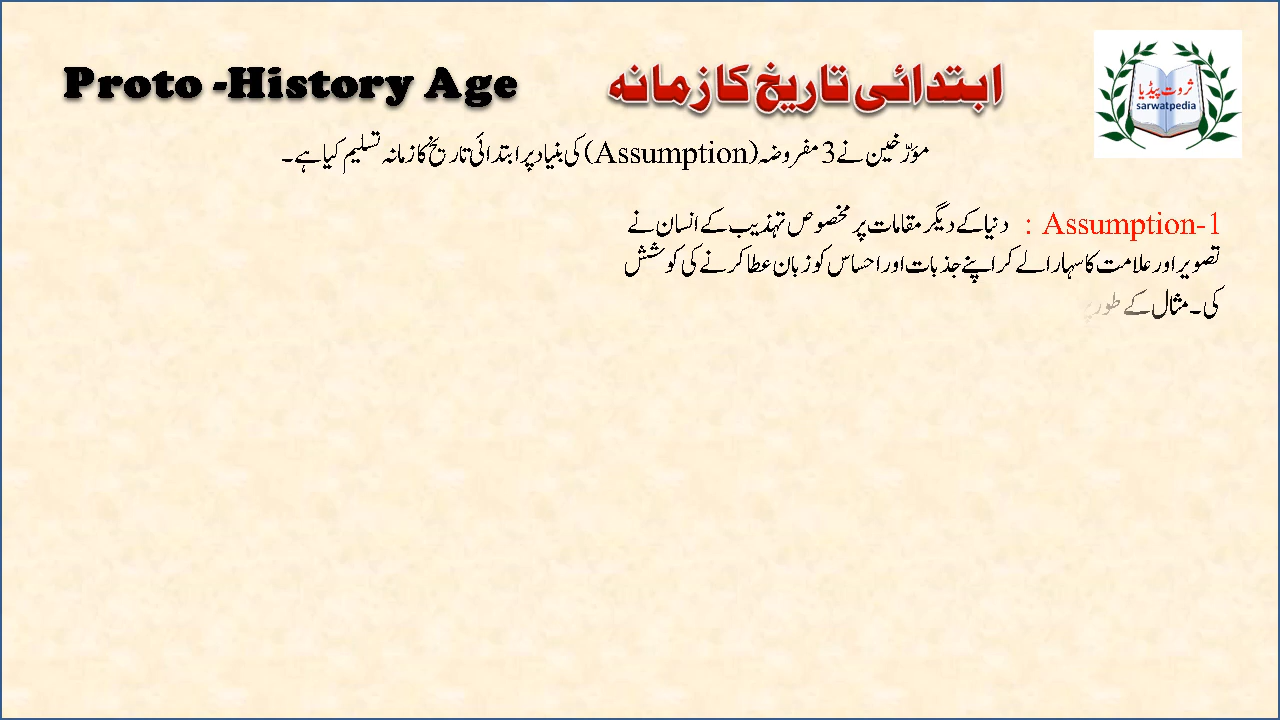 Proto -History Age
ابتدائی تاریخ کا زمانہ
ثروت پیڈیا
sarwatpedia
مؤرّخین نے 3 مفروضہ (Assumption) کی بنیاد پر ابتدائی تاریخ کا زمانہ تسلیم کیا ہے۔
Assumption-1 : دنیا کے دیگر مقامات پر مخصوص تہذیب کے انسان نے
تصویر اور علامت کا سہارا لے کر اپنے جذبات اور احساس کو زبان عطا کرنے کی کوشش
کی۔ مثال کے طور